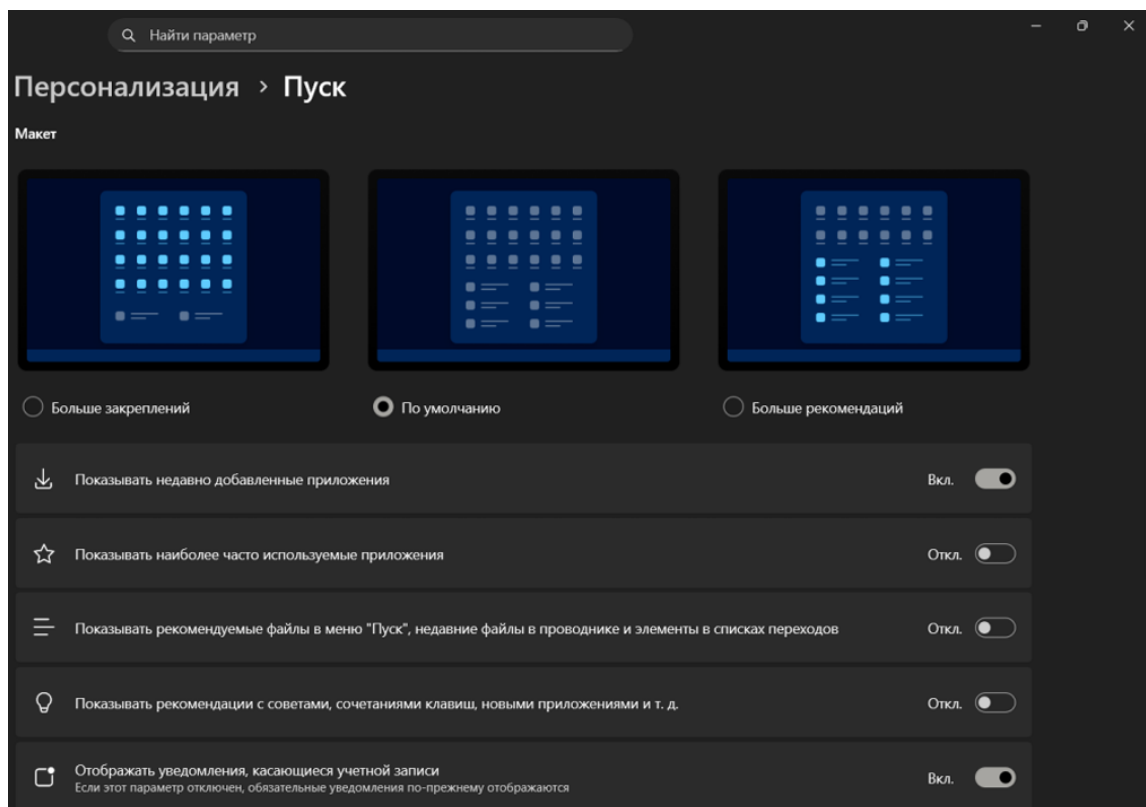 Найти параметр
Персонализация > Пуск
Макет
Больше закреплений
По умолчанию
Больше рекомендаций
Показывать недавно добавленные приложения Вкл.
Показывать наиболее часто используемые приложения Откл.
Показывать рекомендуемые файлы в меню "Пуск", недавние файлы в проводнике и элементы в списках переходов Откл.
Показывать рекомендации с советами, сочетаниями клавиш, новыми приложениями и т. д. Откл.
Отображать уведомления, касающиеся учетной записи Вкл.
Если этот параметр отключен, обязательные уведомления по-прежнему отображаются